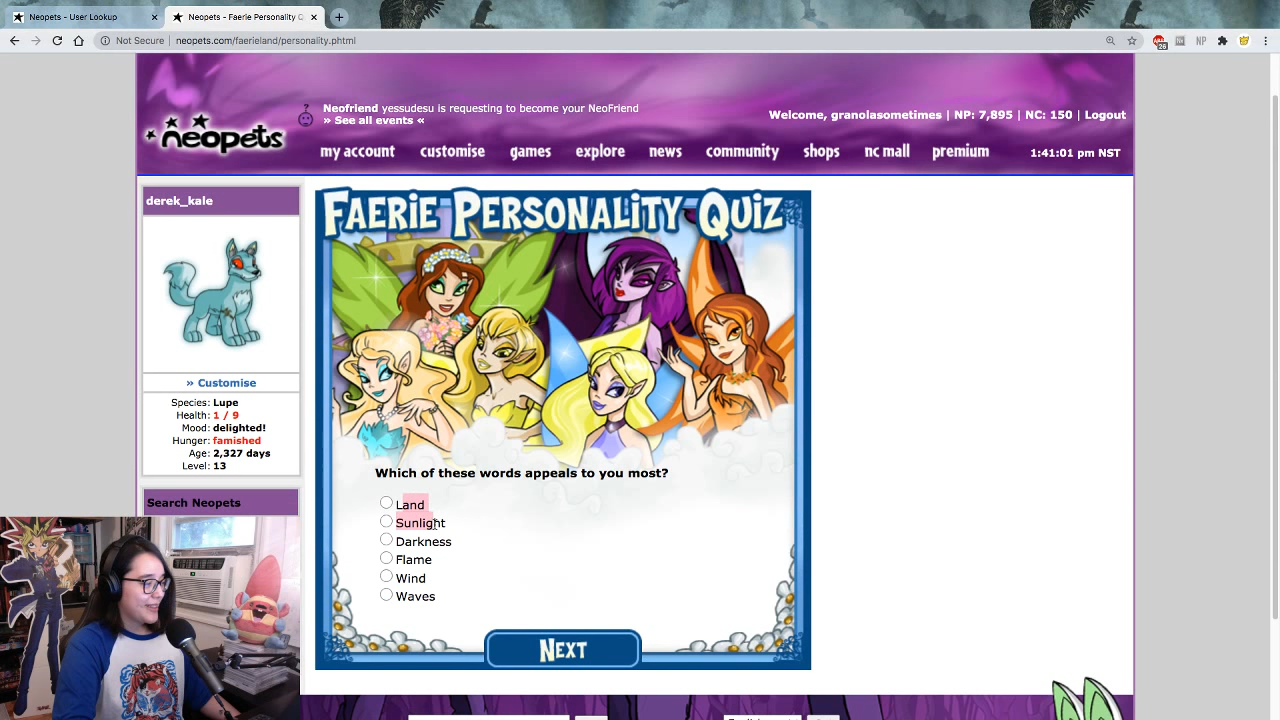 Neopets - User Lookup
Neopets - Faerie Personality Q
Not Secure | neopets.com/faerieland/personality.phtml
NP
neopets
Neofriend yessudesu is requesting to become your NeoFriend
» See all events «
Welcome, granolasometimes | NP: 7,895 | NC: 150 | Logout
my account customise games explore news community shops nc mall premium
1:41:01 pm NST
derek_kale
» Customise
Species: Lupe
Health: 1 / 9
Mood: delighted!
Hunger: famished
Age: 2,327 days
Level: 13
Search Neopets
FAERIE PERSONALITY QUIZ
Which of these words appeals to you most?
Land
Sunlight
Darkness
Flame
Wind
Waves
NEXT